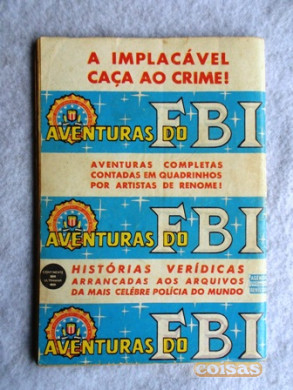 A IMPLACÁVEL
CAÇA AO CRIME!
AVENTURAS DO FBI
AVENTURAS COMPLETAS
CONTADAS EM QUADRINHOS
POR ARTISTAS DE RENOME!
AVENTURAS DO FBI
HISTÓRIAS VERÍDICAS
ARRANCADAS AOS ARQUIVOS
DA MAIS CÉLEBRE POLÍCIA DO MUNDO
AVENTURAS DO FBI
coisas